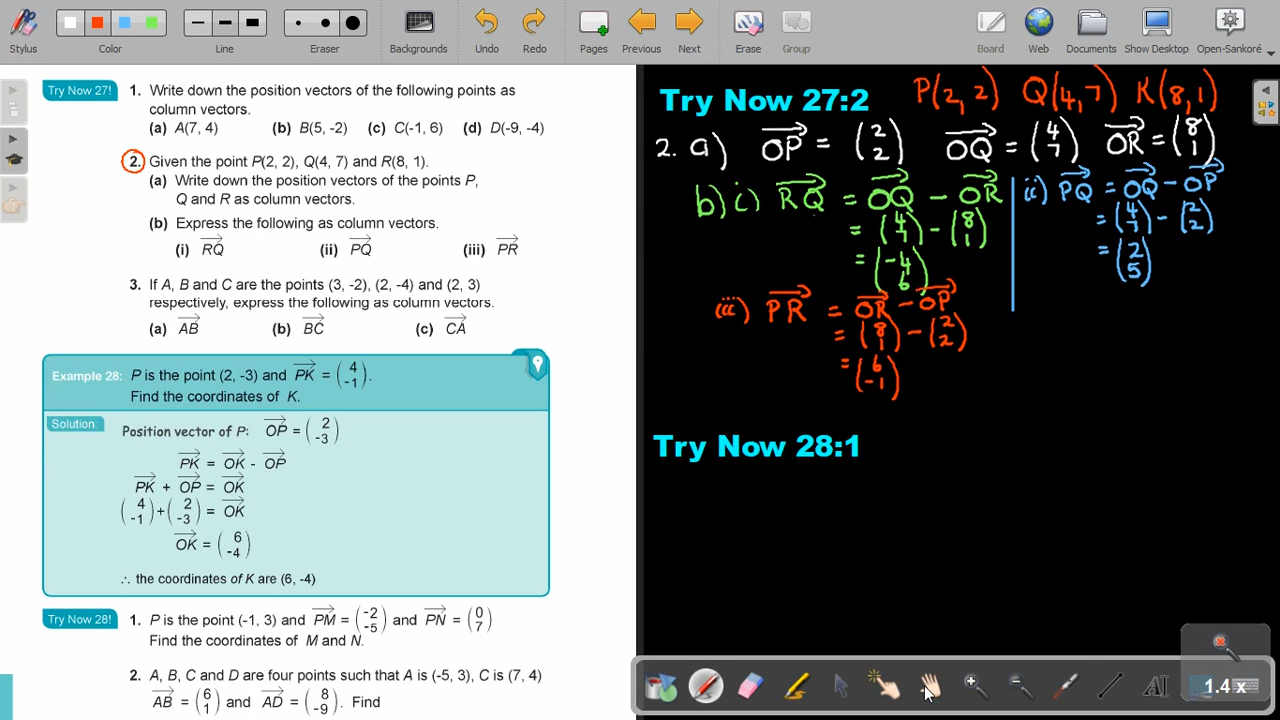 Stylus Color Line Eraser Backgrounds Undo Redo Pages Previous Next Erase Group Board Web Documents Show Desktop Open-Sankoré
Try Now 27!
1. Write down the position vectors of the following points as
column vectors.
(a) A(7, 4) (b) B(5, -2) (c) C(-1, 6) (d) D(-9, -4)
2. Given the point P(2, 2), Q(4, 7) and R(8, 1).
(a) Write down the position vectors of the points P,
Q and R as column vectors.
(b) Express the following as column vectors.
(i) RQ (ii) PQ (iii) PR
3. If A, B and C are the points (3, -2), (2, -4) and (2, 3)
respectively, express the following as column vectors.
(a) AB (b) BC (c) CA
Example 28: P is the point (2, -3) and PK = (4 -1).
Find the coordinates of K.
Solution:
Position vector of P: OP = (2 -3)
PK = OK - OP
PK + OP = OK
(4 -1) + (2 -3) = OK
OK = (6 -4)
∴ the coordinates of K are (6, -4)
Try Now 28!
1. P is the point (-1, 3) and PM = (-2 -5) and PN = (0 7)
Find the coordinates of M and N.
2. A, B, C and D are four points such that A is (-5, 3), C is (7, 4)
AB = (6 1) and AD = (8 -9). Find
Try Now 27:2 P(2, 2) Q(4, 7) K(8, 1)
2. a) OP = (2 2) OQ = (4 7) OR = (8 1)
b) i) RQ = OQ - OR
= (4 7) - (8 1)
= (-4 6)
(ii) PQ = OQ - OP
= (4 7) - (2 2)
= (2 5)
(iii) PR = OR - OP
= (8 1) - (2 2)
= (6 -1)
Try Now 28:1
1.4 x